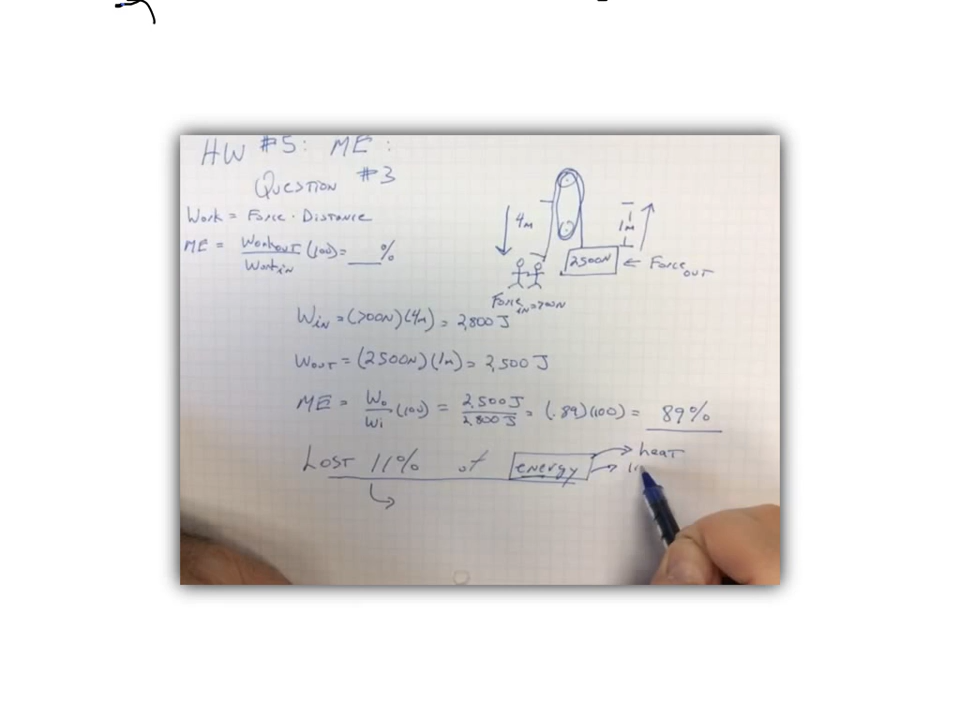 HW #5: ME:
Question #3
Work = Force · Distance
ME = Work out / Work in (100) = ___%
4m
1m
2500N ← Force OUT
Force in = 700N
Win = (700N)(4m) = 2,800 J
Wout = (2500N)(1m) = 2,500 J
ME = Wo / Wi (100) = 2,500 J / 2,800 J = (.89)(100) = 89%
Lost 11% of energy → heat